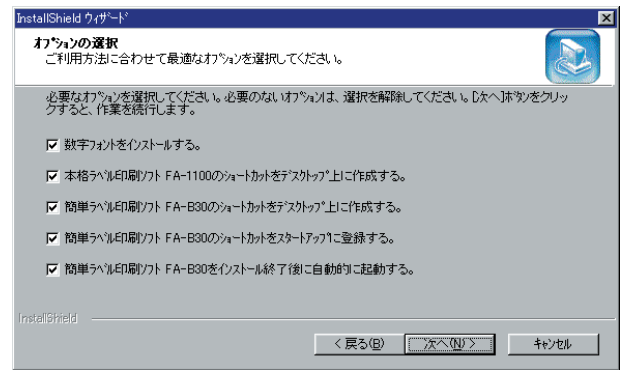 InstallShield ウィザード
オプションの選択
ご利用方法に合わせて最適なオプションを選択してください。
必要なオプションを選択してください。必要のないオプションは、選択を解除してください。[次へ]ボタンをクリッ
クすると、作業を続行します。
数字フォントをインストールする。
本格ラベル印刷ソフト FA-1100のショートカットをデスクトップ上に作成する。
簡単ラベル印刷ソフト FA-B30のショートカットをデスクトップ上に作成する。
簡単ラベル印刷ソフト FA-B30のショートカットをスタートアップに登録する。
簡単ラベル印刷ソフト FA-B30をインストール終了後に自動的に起動する。
InstallShield
< 戻る(B) 次へ(N) > キャンセル